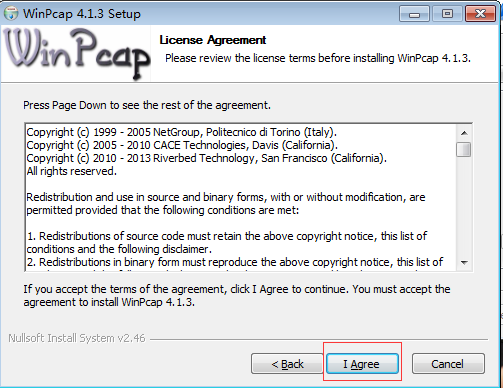 WinPcap 4.1.3 Setup
WinPcap
License Agreement
Please review the license terms before installing WinPcap 4.1.3.
Press Page Down to see the rest of the agreement.
Copyright (c) 1999 - 2005 NetGroup, Politecnico di Torino (Italy).
Copyright (c) 2005 - 2010 CACE Technologies, Davis (California).
Copyright (c) 2010 - 2013 Riverbed Technology, San Francisco (California).
All rights reserved.
Redistribution and use in source and binary forms, with or without modification, are
permitted provided that the following conditions are met:
1. Redistributions of source code must retain the above copyright notice, this list of
conditions and the following disclaimer.
2. Redistributions in binary form must reproduce the above copyright notice, this list of
If you accept the terms of the agreement, click I Agree to continue. You must accept the
agreement to install WinPcap 4.1.3.
Nullsoft Install System v2.46
< Back
I Agree
Cancel